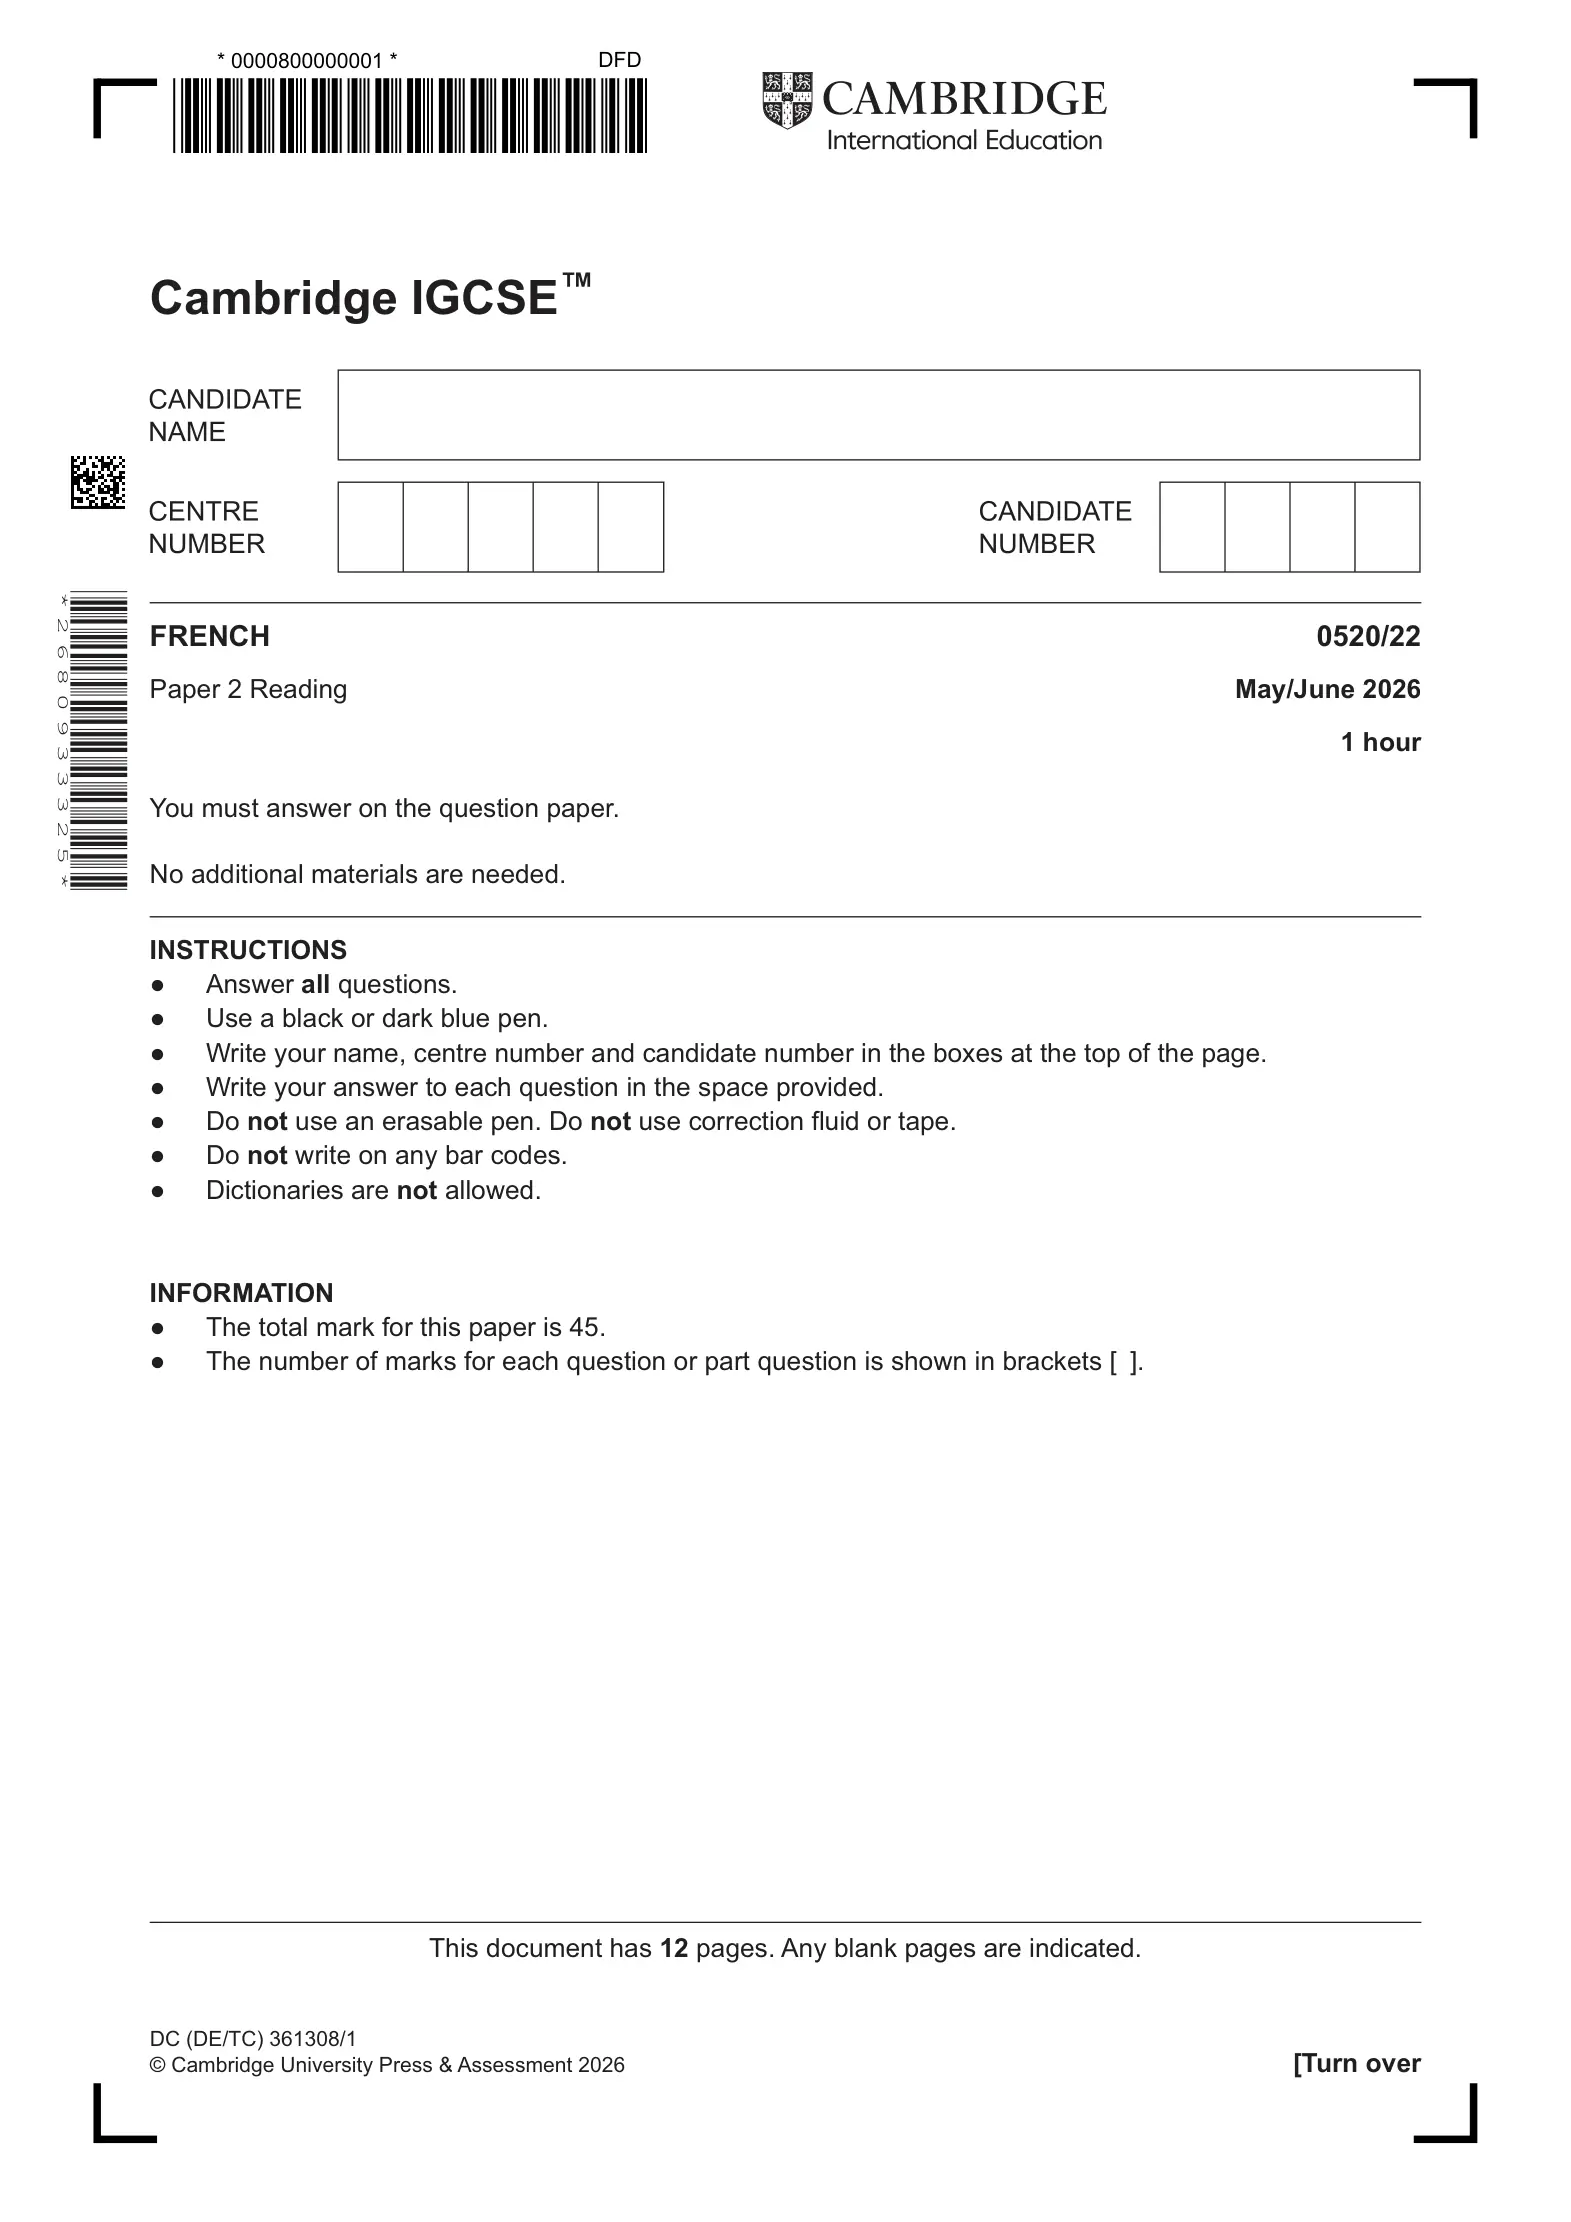 * 0000800000001 *
DFD
CAMBRIDGE
International Education
Cambridge IGCSE™
CANDIDATE
NAME
CENTRE
NUMBER
CANDIDATE
NUMBER
* 2 6 8 0 9 3 3 3 2 5 *
FRENCH
0520/22
Paper 2 Reading
May/June 2026
1 hour
You must answer on the question paper.
No additional materials are needed.
INSTRUCTIONS
● Answer all questions.
● Use a black or dark blue pen.
● Write your name, centre number and candidate number in the boxes at the top of the page.
● Write your answer to each question in the space provided.
● Do not use an erasable pen. Do not use correction fluid or tape.
● Do not write on any bar codes.
● Dictionaries are not allowed.
INFORMATION
● The total mark for this paper is 45.
● The number of marks for each question or part question is shown in brackets [ ].
This document has 12 pages. Any blank pages are indicated.
DC (DE/TC) 361308/1
© Cambridge University Press & Assessment 2026
[Turn over